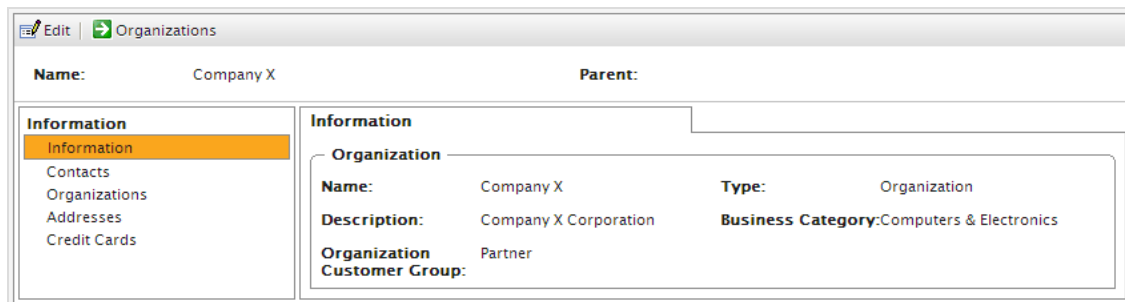 Edit | Organizations
Name: Company X Parent:
Information
Information
Contacts
Organizations
Addresses
Credit Cards
Information
Organization
Name: Company X Type: Organization
Description: Company X Corporation Business Category: Computers & Electronics
Organization
Customer Group: Partner